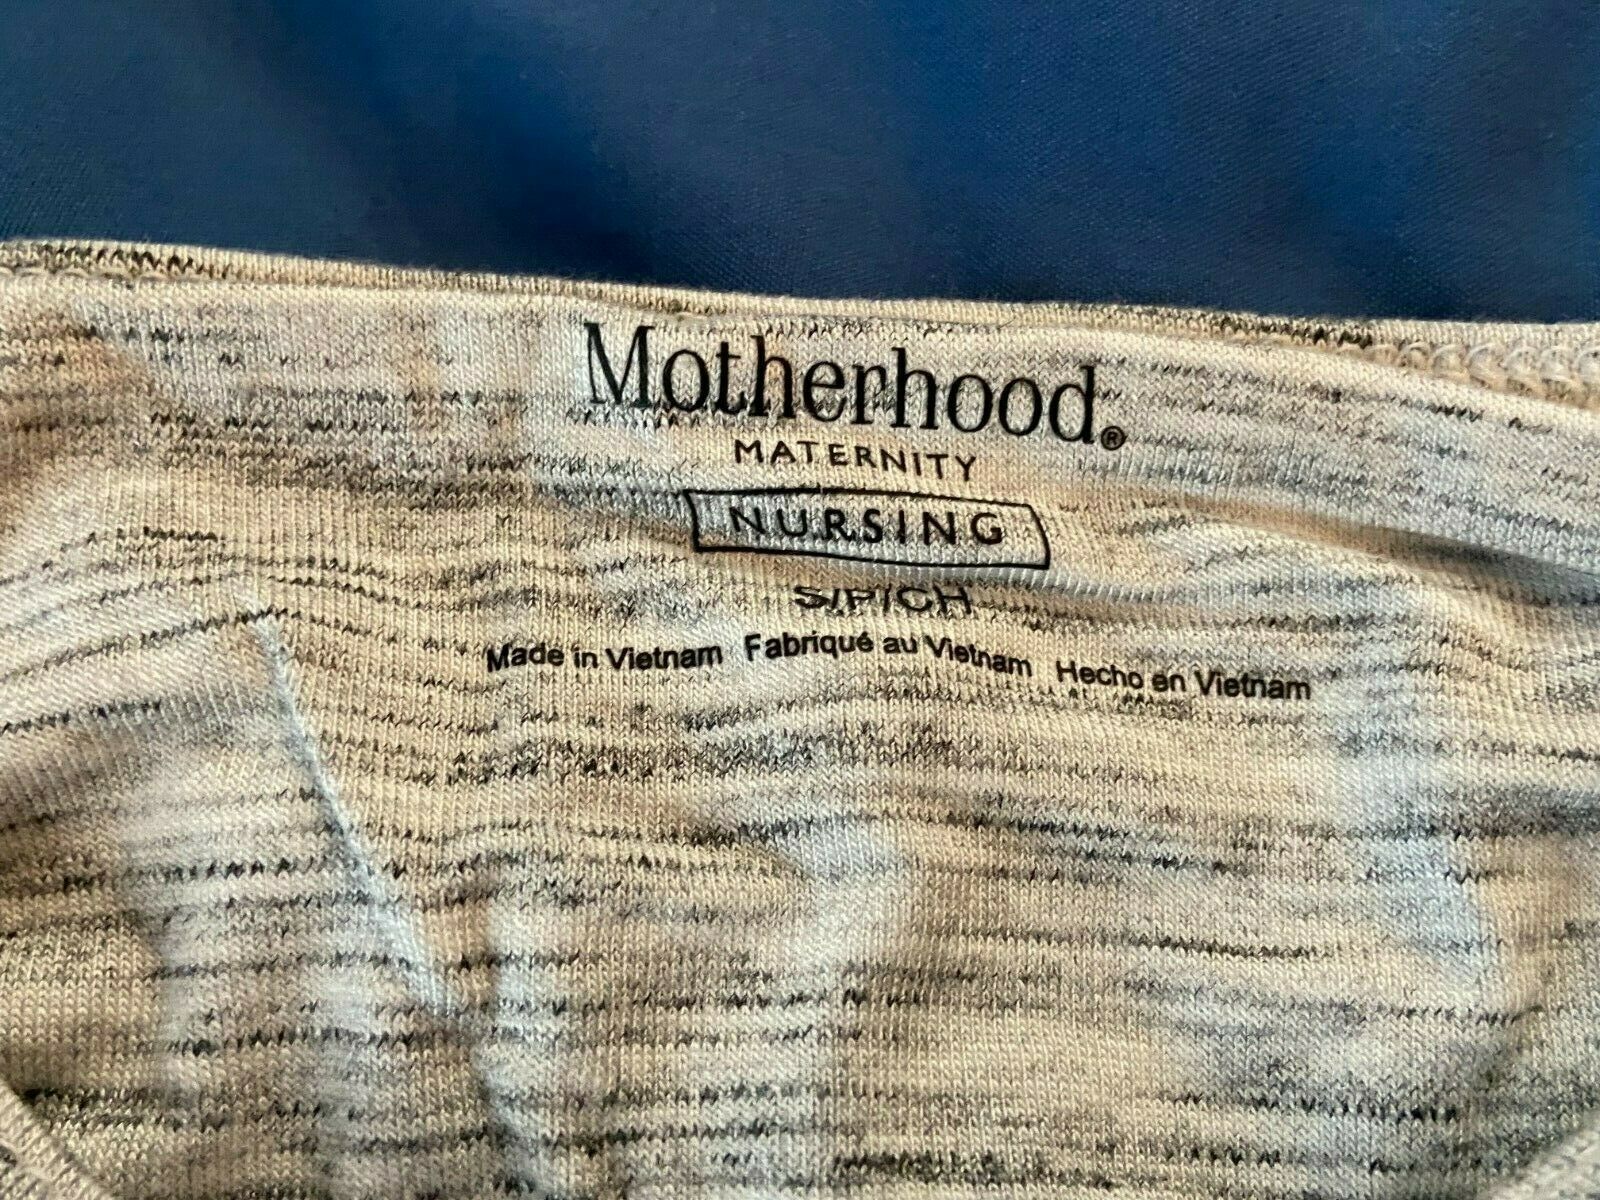 Motherhood®
MATERNITY
NURSING
S/P/CH
Made in Vietnam Fabriqué au Vietnam Hecho en Vietnam